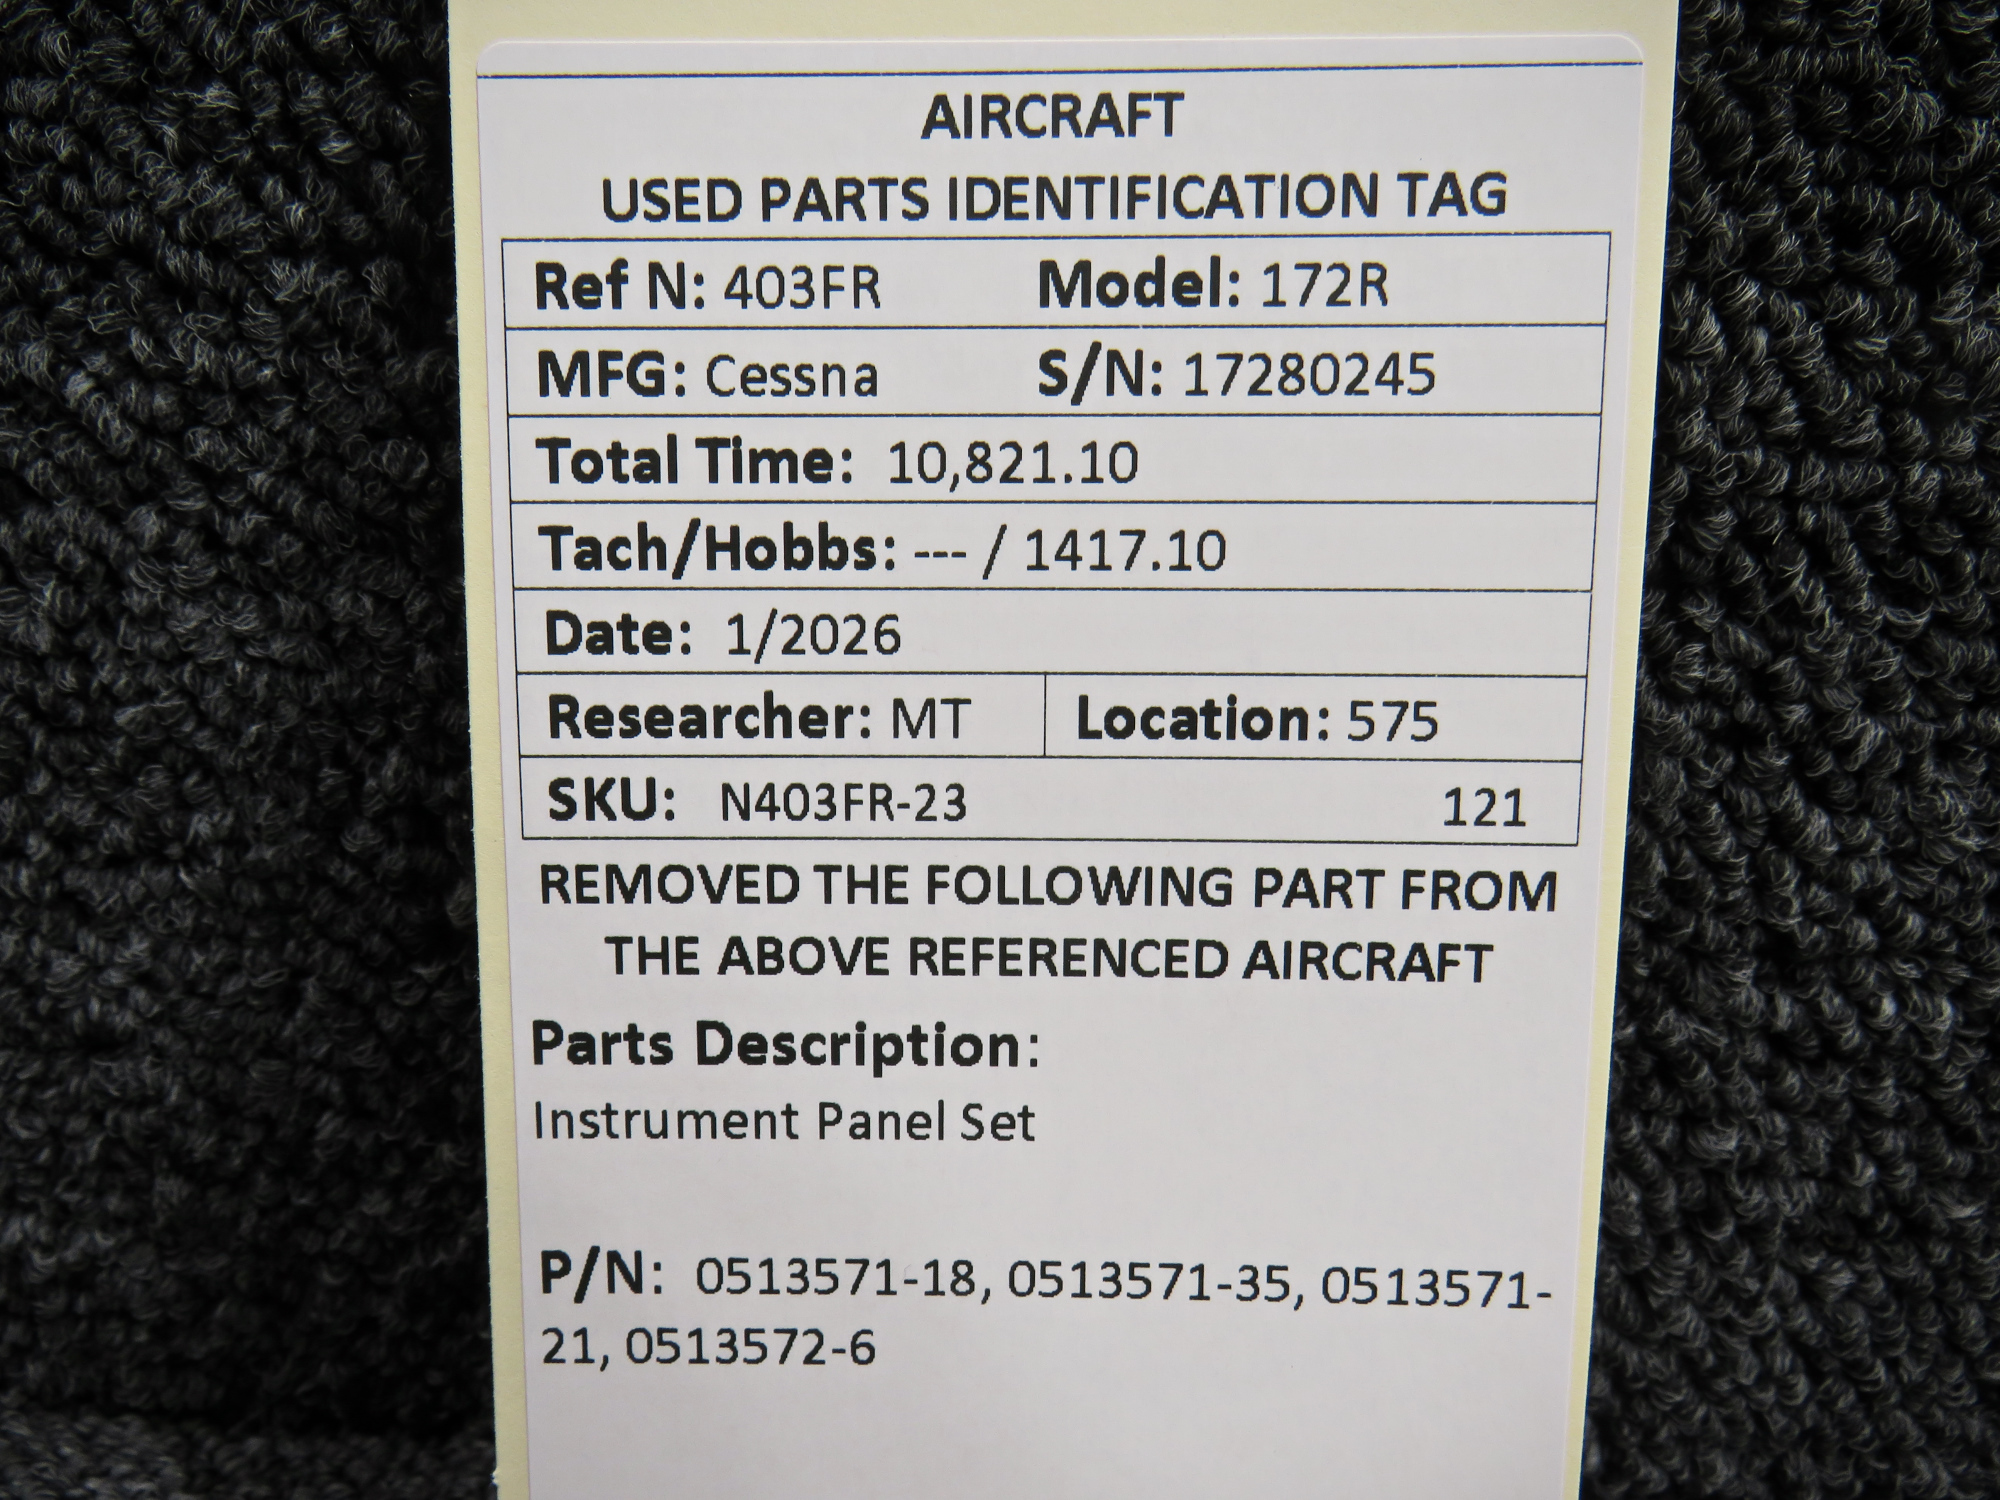 AIRCRAFT
USED PARTS IDENTIFICATION TAG
Ref N: 403FR Model: 172R
MFG: Cessna S/N: 17280245
Total Time: 10,821.10
Tach/Hobbs: --- / 1417.10
Date: 1/2026
Researcher: MT Location: 575
SKU: N403FR-23 121
REMOVED THE FOLLOWING PART FROM
THE ABOVE REFERENCED AIRCRAFT
Parts Description:
Instrument Panel Set
P/N: 0513571-18, 0513571-35, 0513571-
21, 0513572-6